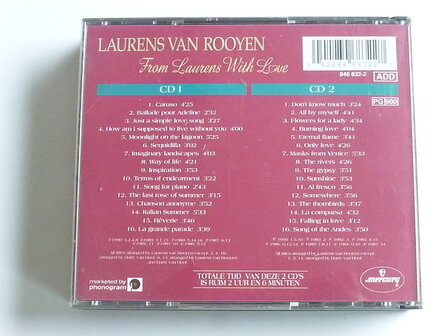 LAURENS VAN ROOYEN
From Laurens With Love
846 832-2
ADD
PG 900
CD 1
1. Caruso 4'25
2. Ballade pour Adeline 2'32
3. Just a simple love song 3'27
4. How am I supposed to live without you 4'00
5. Moonlight on the lagoon 5'25
6. Sequidilla 3'02
7. Imaginary landscapes 4'03
8. Way of life 4'21
9. Inspiration 3'53
10. Terms of endearment 3'22
11. Song for piano 2'43
12. The last rose of summer 3'15
13. Chanson anonyme 3'52
14. Italian Summer 5'33
15. Rêverie 3'46
16. La grande parade 3'30
CD 2
1. Don't know much 3'24
2. All by myself 4'41
3. Flowers for a lady 4'34
4. Burning love 4'04
5. Eternal flame 3'41
6. Only love 4'26
7. Masks from Venice 5'33
8. The rivers 4'26
9. The gypsy 3'51
10. Sunshine 3'53
11. Al fresco 3'56
12. Somewhere 3'56
13. The thornbirds 3'37
14. La comparsa 4'32
15. Falling in love 3'12
16. Song of the Andes 3'50
marketed by
phonogram
TOTALE TIJD VAN DEZE 2 CD'S
IS RUIM 2 UUR EN 6 MINUTEN
mercury